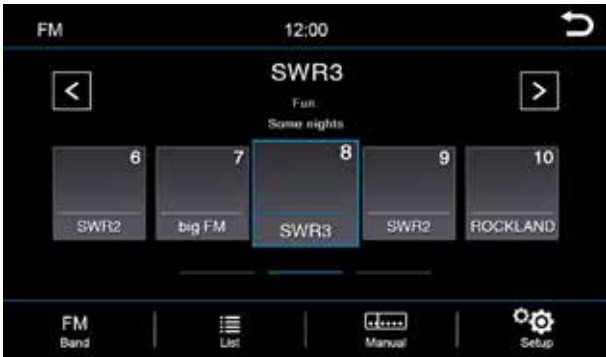 FM 12:00
SWR3
Fun.
Some nights
6 7 8 9 10
SWR2 big FM SWR3 SWR2 ROCKLAND
FM List Manual Setup
Band